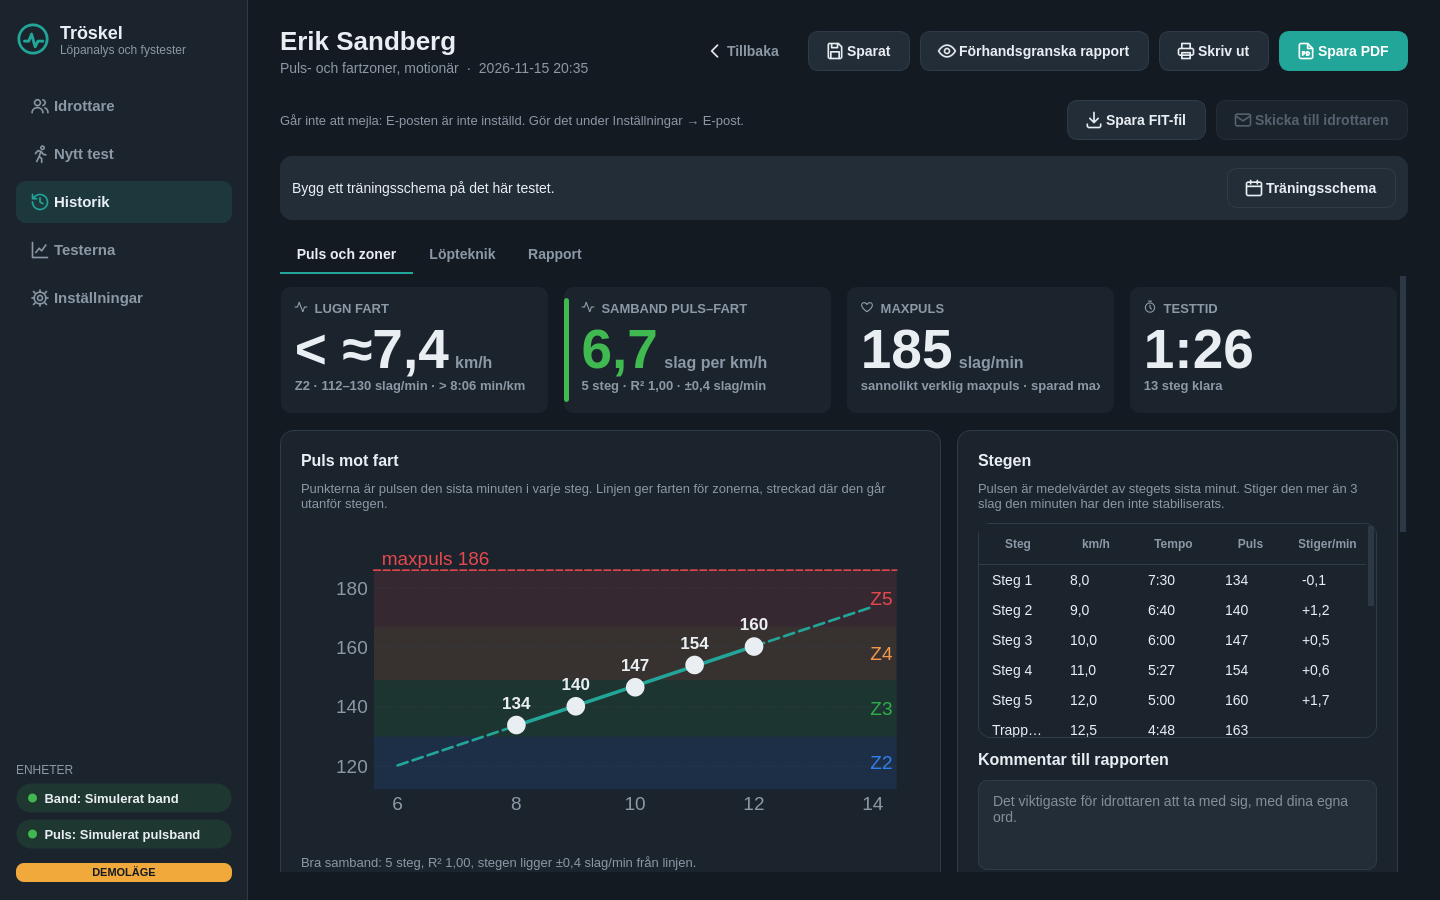 Tröskel
Löpanalys och fystester
Idrottare
Nytt test
Historik
Testerna
Inställningar
ENHETER
Band: Simulerat band
Puls: Simulerat pulsband
DEMOLÄGE
Erik Sandberg
Puls- och fartzoner, motionär · 2026-11-15 20:35
Tillbaka
Sparat
Förhandsgranska rapport
Skriv ut
Spara PDF
Går inte att mejla: E-posten är inte inställd. Gör det under Inställningar → E-post.
Spara FIT-fil
Skicka till idrottaren
Bygg ett träningsschema på det här testet.
Träningsschema
Puls och zoner
Löpteknik
Rapport
LUGN FART
< ≈7,4 km/h
Z2 · 112–130 slag/min · > 8:06 min/km
SAMBAND PULS–FART
6,7 slag per km/h
5 steg · R² 1,00 · ±0,4 slag/min
MAXPULS
185 slag/min
sannolikt verklig maxpuls · sparad max
TESTTID
1:26
13 steg klara
Puls mot fart
Punkterna är pulsen den sista minuten i varje steg. Linjen ger farten för zonerna, streckad där den går
utanför stegen.
maxpuls 186
180
160
140
120
Z5
Z4
Z3
Z2
134
140
147
154
160
6 8 10 12 14
Bra samband: 5 steg, R² 1,00, stegen ligger ±0,4 slag/min från linjen.
Stegen
Pulsen är medelvärdet av stegets sista minut. Stiger den mer än 3
slag den minuten har den inte stabiliserats.
Steg km/h Tempo Puls Stiger/min
Steg 1 8,0 7:30 134 -0,1
Steg 2 9,0 6:40 140 +1,2
Steg 3 10,0 6:00 147 +0,5
Steg 4 11,0 5:27 154 +0,6
Steg 5 12,0 5:00 160 +1,7
Trapp… 12,5 4:48 163
Kommentar till rapporten
Det viktigaste för idrottaren att ta med sig, med dina egna
ord.